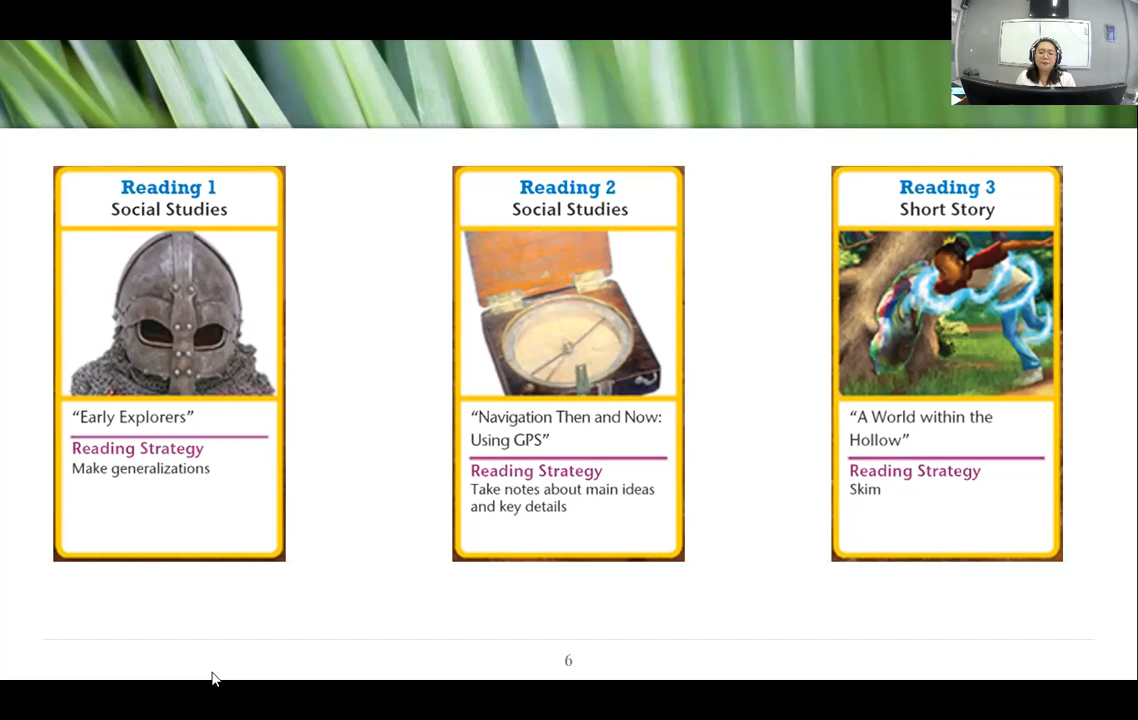 Reading 1
Social Studies
“Early Explorers”
Reading Strategy
Make generalizations
Reading 2
Social Studies
“Navigation Then and Now:
Using GPS”
Reading Strategy
Take notes about main ideas
and key details
Reading 3
Short Story
“A World within the
Hollow”
Reading Strategy
Skim
6